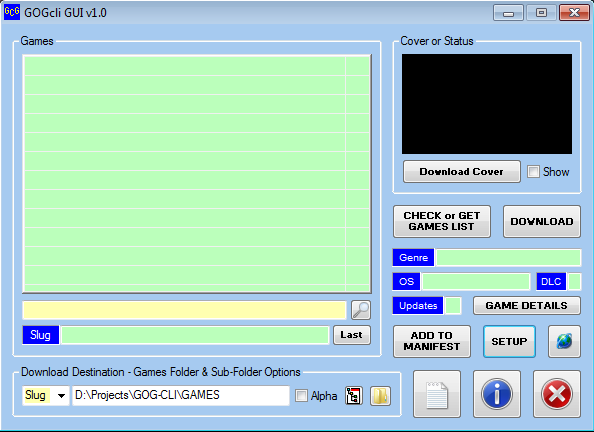 GcG GOGcli GUI v1.0
Games
Cover or Status
Download Cover
Show
CHECK or GET
GAMES LIST
DOWNLOAD
Genre
OS
DLC
Updates
GAME DETAILS
Slug
Last
ADD TO
MANIFEST
SETUP
Download Destination - Games Folder & Sub-Folder Options
Slug
D:\Projects\GOG-CLI\GAMES
Alpha